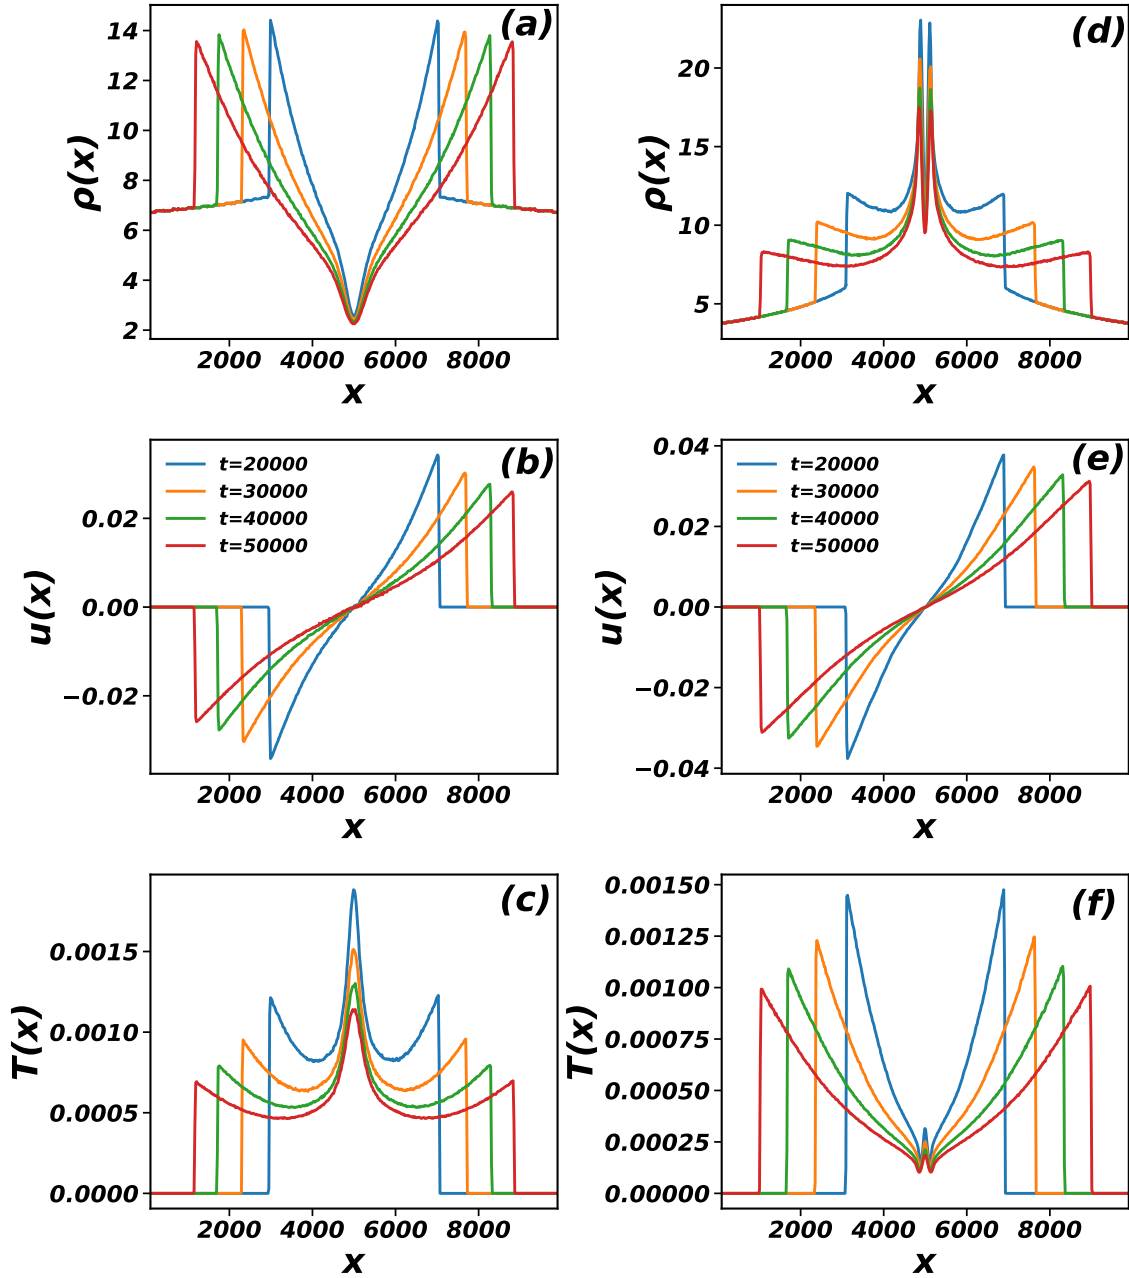 (a)
14
12
10
8
6
4
2
ρ(x)
2000 4000 6000 8000
x
(d)
20
15
10
5
ρ(x)
2000 4000 6000 8000
x
(b)
t=20000
t=30000
t=40000
t=50000
0.02
0.00
−0.02
u(x)
2000 4000 6000 8000
x
(e)
t=20000
t=30000
t=40000
t=50000
0.04
0.02
0.00
−0.02
−0.04
u(x)
2000 4000 6000 8000
x
(c)
0.0015
0.0010
0.0005
0.0000
T(x)
2000 4000 6000 8000
x
(f)
0.00150
0.00125
0.00100
0.00075
0.00050
0.00025
0.00000
T(x)
2000 4000 6000 8000
x